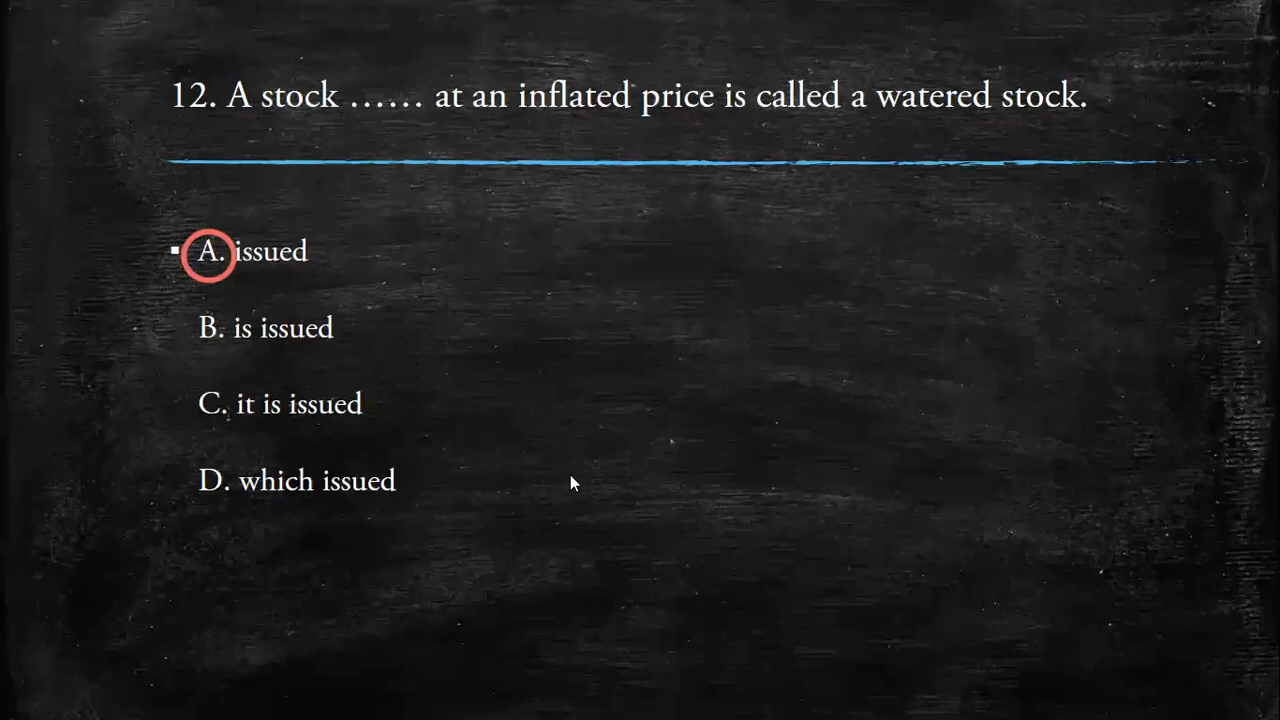 12. A stock …… at an inflated price is called a watered stock.
▪ A. issued
B. is issued
C. it is issued
D. which issued